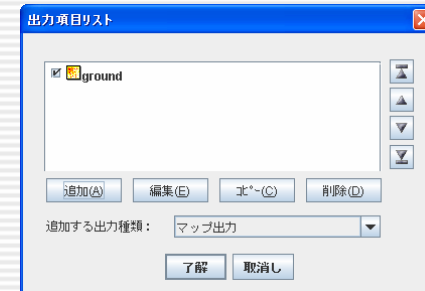 出力項目リスト
ground
追加(A) 編集(E) ｺﾋﾟｰ(C) 削除(D)
追加する出力種類： マップ出力
了解 取消し